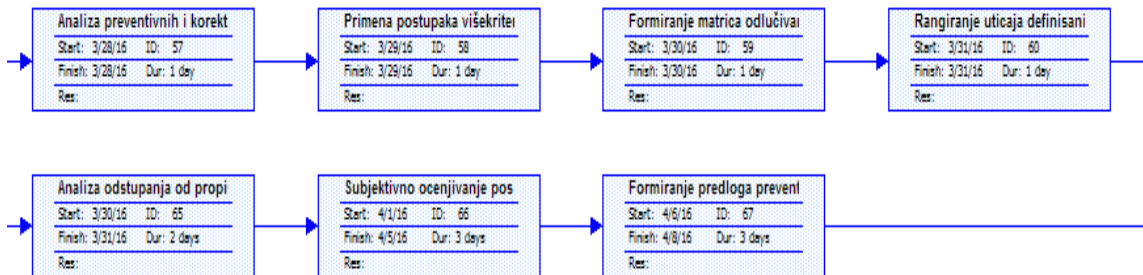 Analiza preventivnih i korekt
Start: 3/28/16 ID: 57
Finish: 3/28/16 Dur: 1 day
Res:
Primena postupaka višekriter
Start: 3/29/16 ID: 58
Finish: 3/29/16 Dur: 1 day
Res:
Formiranje matrica odlučivar
Start: 3/30/16 ID: 59
Finish: 3/30/16 Dur: 1 day
Res:
Rangiranje uticaja definisani
Start: 3/31/16 ID: 60
Finish: 3/31/16 Dur: 1 day
Res:
Analiza odstupanja od propi
Start: 3/30/16 ID: 65
Finish: 3/31/16 Dur: 2 days
Res:
Subjektivno ocenjivanje pos
Start: 4/1/16 ID: 66
Finish: 4/5/16 Dur: 3 days
Res:
Formiranje predloga prevent
Start: 4/6/16 ID: 67
Finish: 4/8/16 Dur: 3 days
Res: